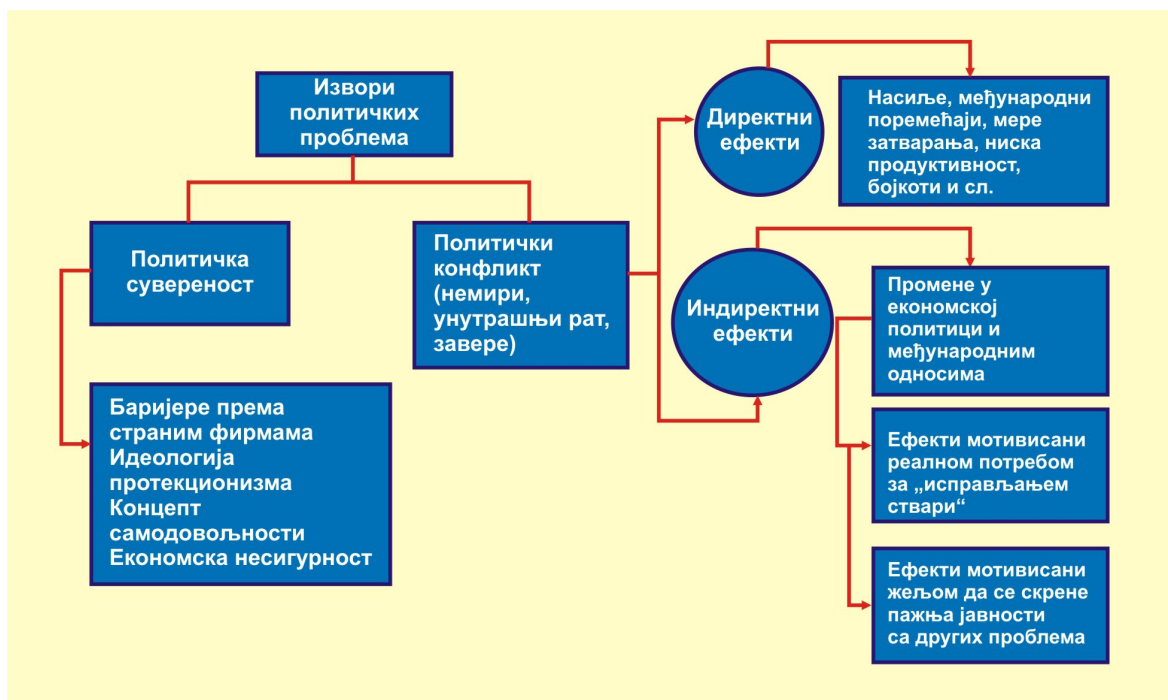 Извори
политичких
проблема
Политичка
сувереност
Баријере према
страним фирмама
Идеологија
протекционизма
Концепт
самодовољности
Економска несигурност
Политички
конфликт
(немири,
унутрашњи рат,
завере)
Директни
ефекти
Насиље, међународни
поремећаји, мере
затварања, ниска
продуктивност,
бојкоти и сл.
Индиректни
ефекти
Промене у
економској
политици и
међународним
односима
Ефекти мотивисани
реалном потребом
за „исправљањем
ствари“
Ефекти мотивисани
жељом да се скрене
пажња јавности
са других проблема